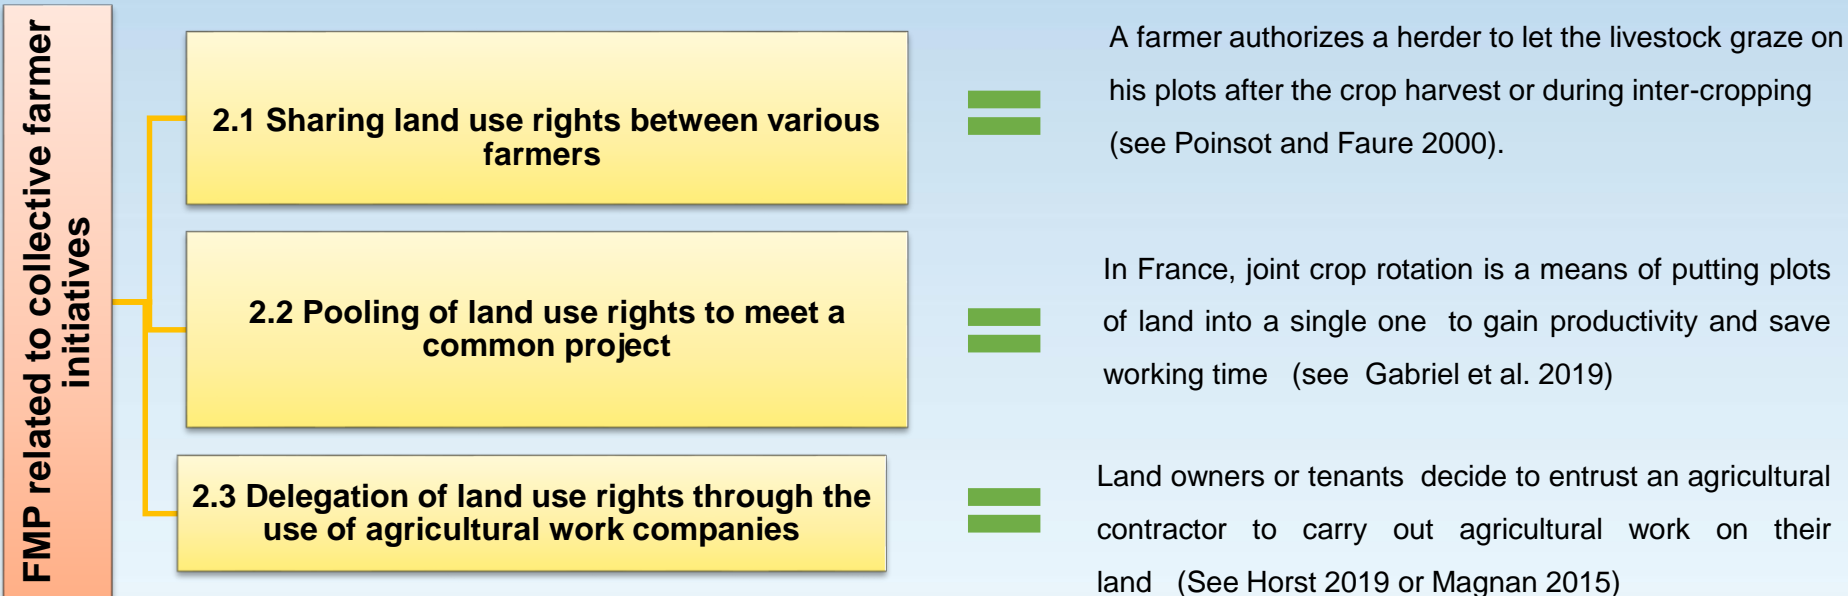 FMP related to collective farmer
initiatives
2.1 Sharing land use rights between various
farmers
A farmer authorizes a herder to let the livestock graze on
his plots after the crop harvest or during inter-cropping
(see Poinsot and Faure 2000).
2.2 Pooling of land use rights to meet a
common project
In France, joint crop rotation is a means of putting plots
of land into a single one to gain productivity and save
working time (see Gabriel et al. 2019)
2.3 Delegation of land use rights through the
use of agricultural work companies
Land owners or tenants decide to entrust an agricultural
contractor to carry out agricultural work on their
land (See Horst 2019 or Magnan 2015)